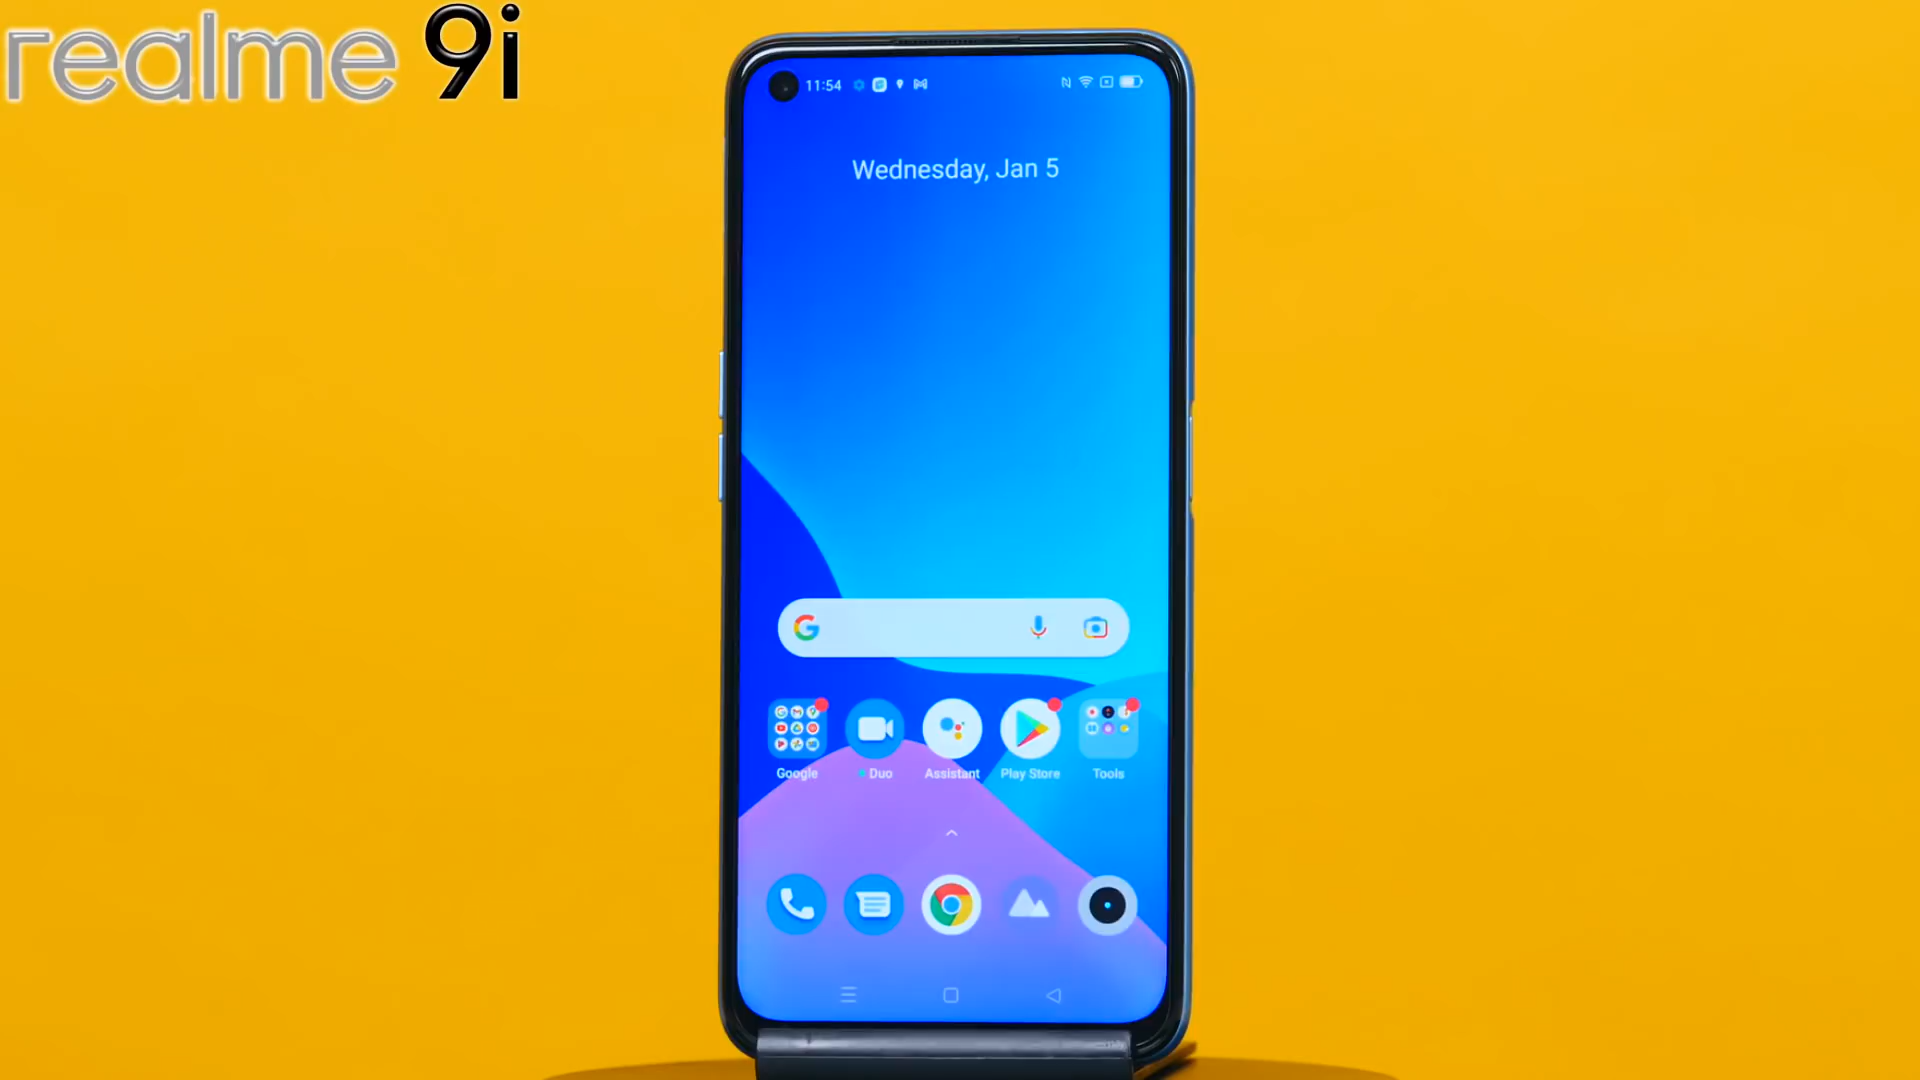 realme 9i
11:54
Wednesday, Jan 5
Google
Duo
Assistant
Play Store
Tools